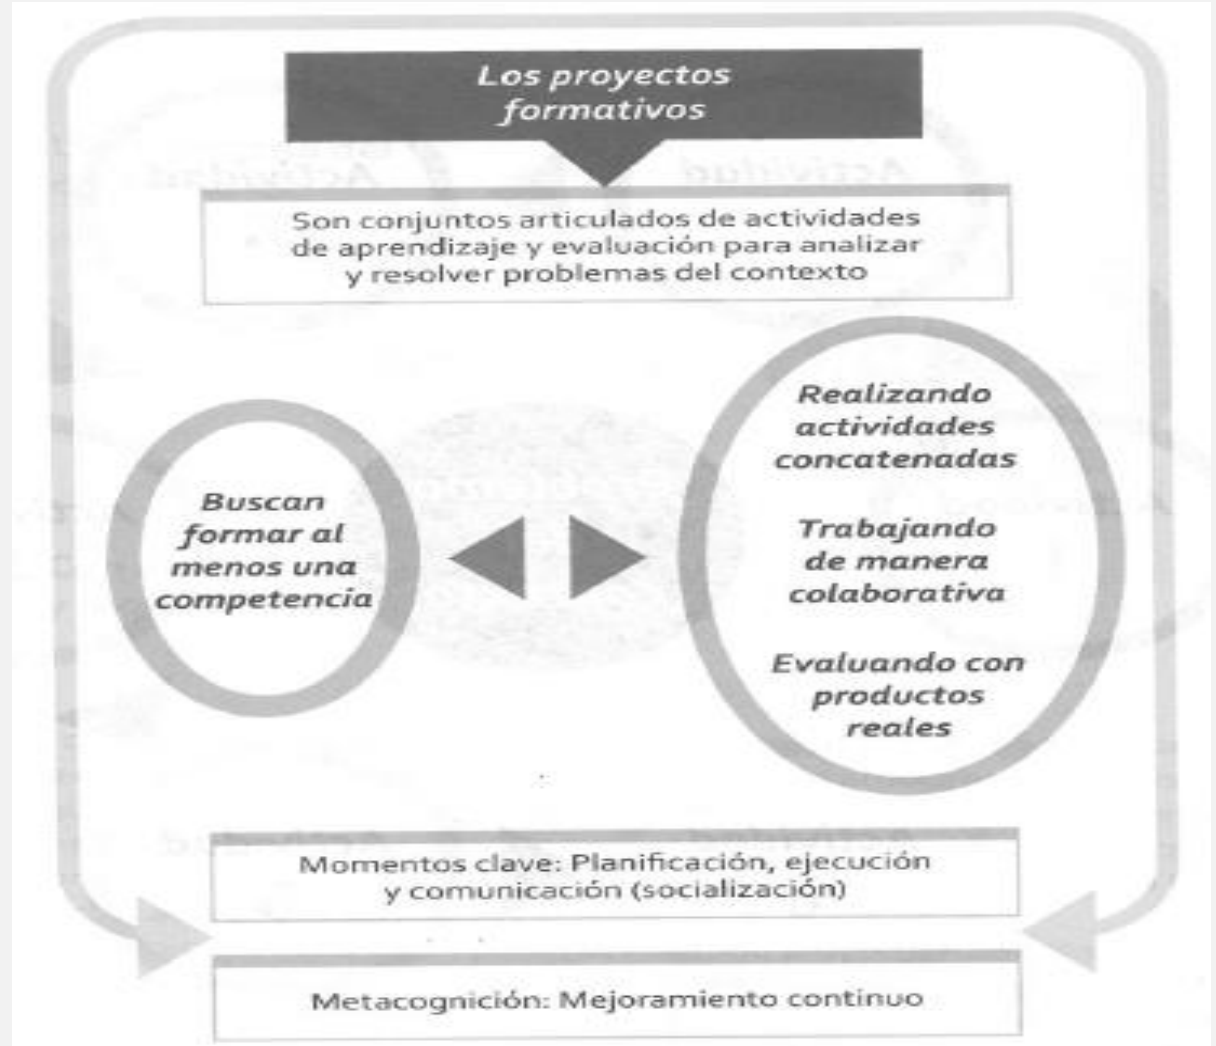 Los proyectos
formativos
Son conjuntos articulados de actividades
de aprendizaje y evaluación para analizar
y resolver problemas del contexto
Buscan
formar al
menos una
competencia
Realizando
actividades
concatenadas
Trabajando
de manera
colaborativa
Evaluando con
productos
reales
Momentos clave: Planificación, ejecución
y comunicación (socialización)
Metacognición: Mejoramiento continuo